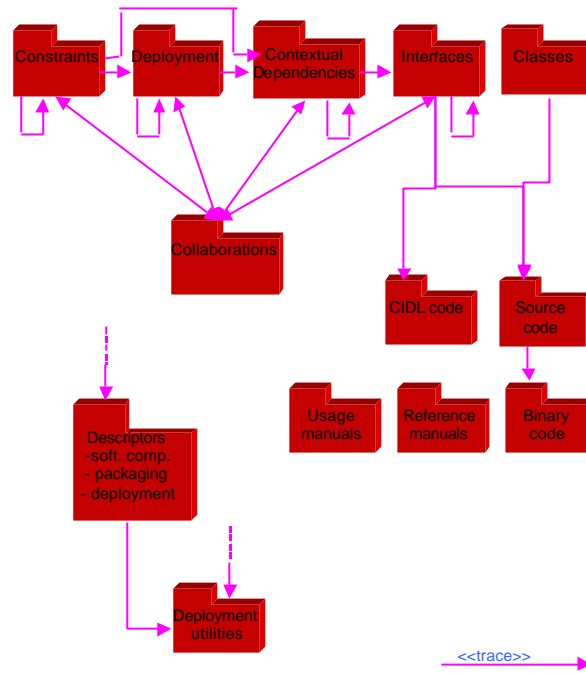 Constraints
Deployment
Contextual
Dependencies
Interfaces
Classes
Collaborations
CIDL code
Source
code
Usage
manuals
Reference
manuals
Binary
code
Descriptors
-soft. comp.
- packaging
- deployment
Deployment
utilities
<<trace>>